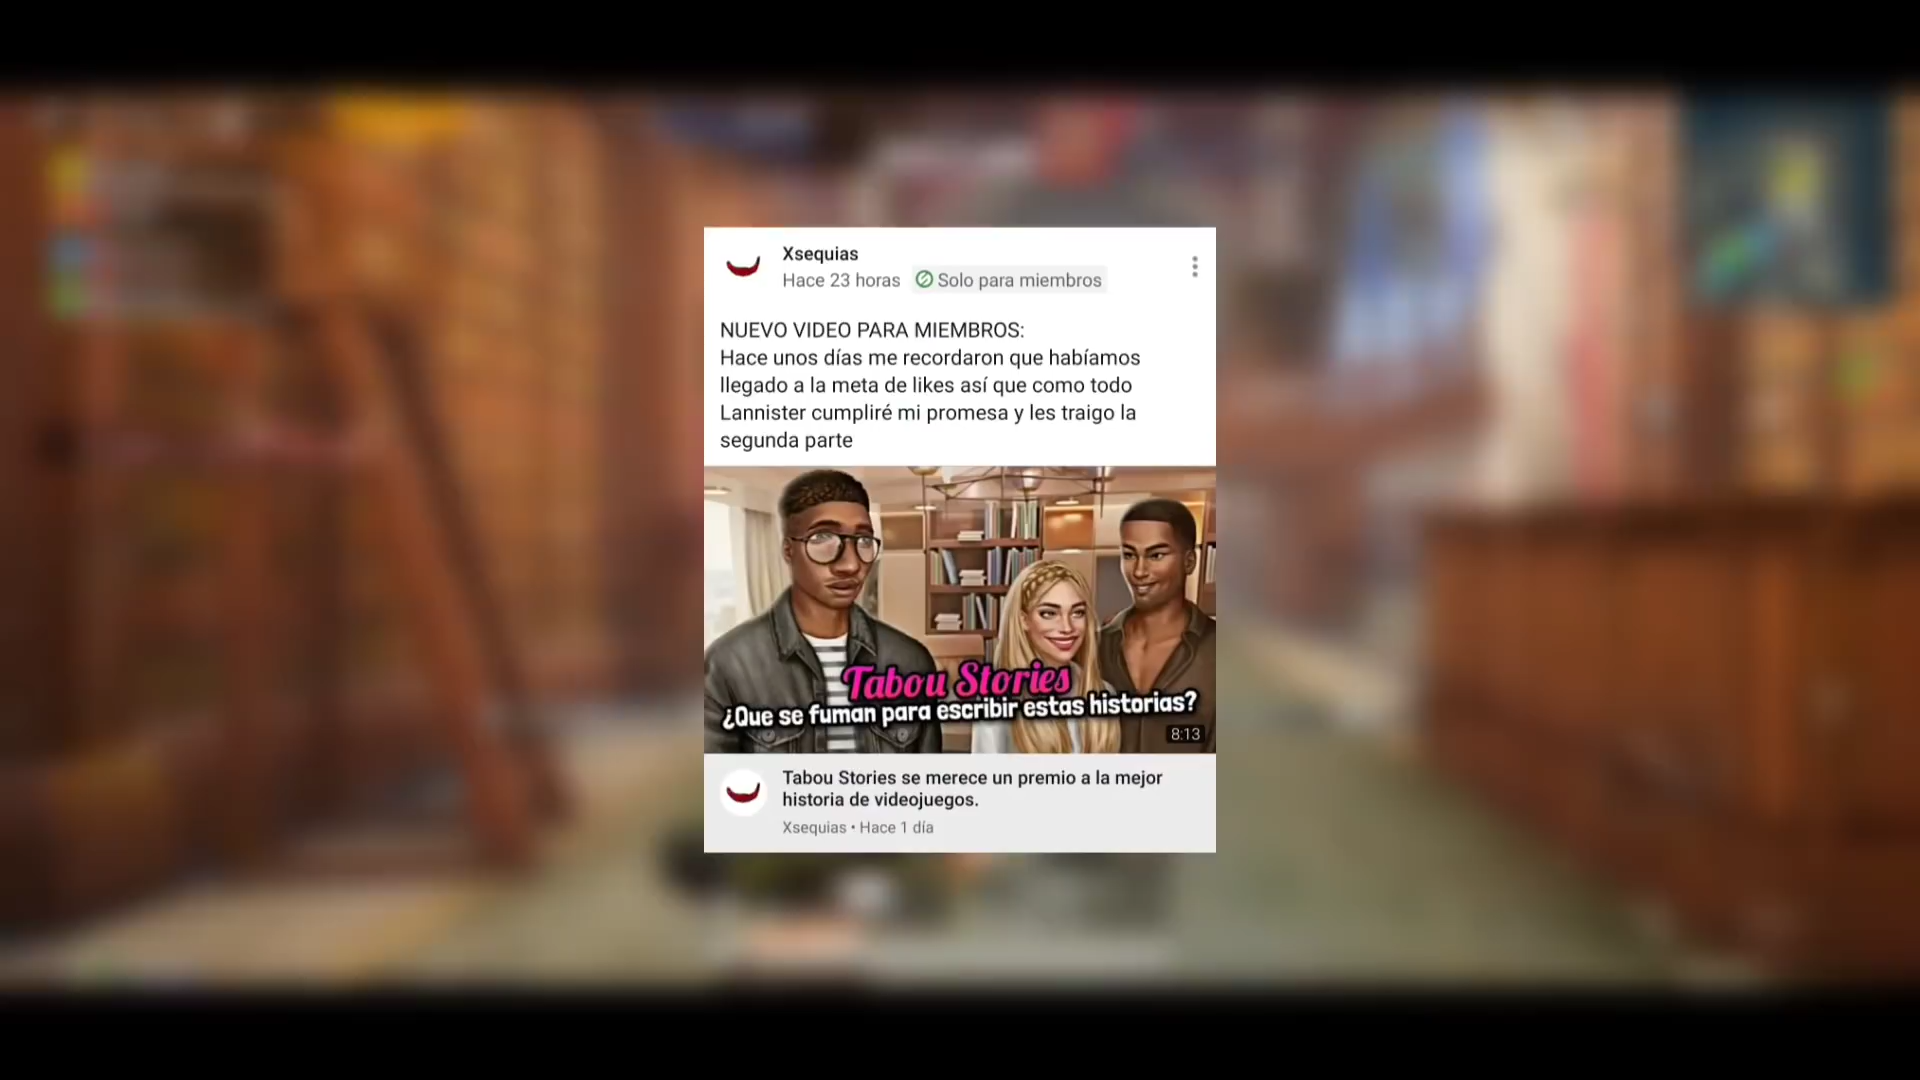 Xsequias
Hace 23 horas Solo para miembros
NUEVO VIDEO PARA MIEMBROS:
Hace unos días me recordaron que habíamos
llegado a la meta de likes así que como todo
Lannister cumpliré mi promesa y les traigo la
segunda parte
Tabou Stories
¿Que se fuman para escribir estas historias?
8:13
Tabou Stories se merece un premio a la mejor
historia de videojuegos.
Xsequias • Hace 1 día